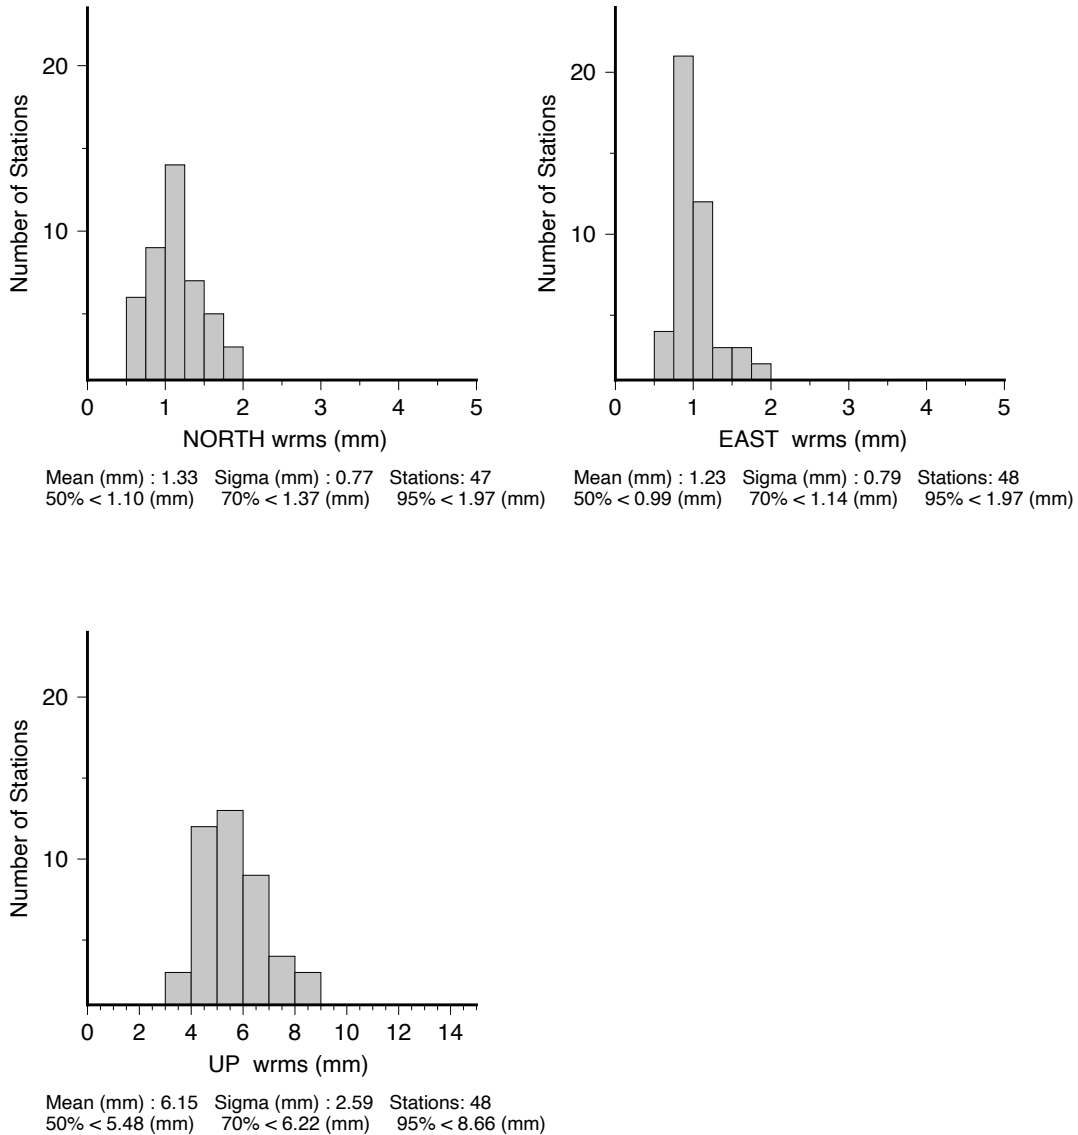 20
10
Number of Stations
0 1 2 3 4 5
NORTH wrms (mm)
Mean (mm) : 1.33 Sigma (mm) : 0.77 Stations: 47
50% < 1.10 (mm) 70% < 1.37 (mm) 95% < 1.97 (mm)
20
10
Number of Stations
0 1 2 3 4 5
EAST wrms (mm)
Mean (mm) : 1.23 Sigma (mm) : 0.79 Stations: 48
50% < 0.99 (mm) 70% < 1.14 (mm) 95% < 1.97 (mm)
20
10
Number of Stations
0 2 4 6 8 10 12 14
UP wrms (mm)
Mean (mm) : 6.15 Sigma (mm) : 2.59 Stations: 48
50% < 5.48 (mm) 70% < 6.22 (mm) 95% < 8.66 (mm)